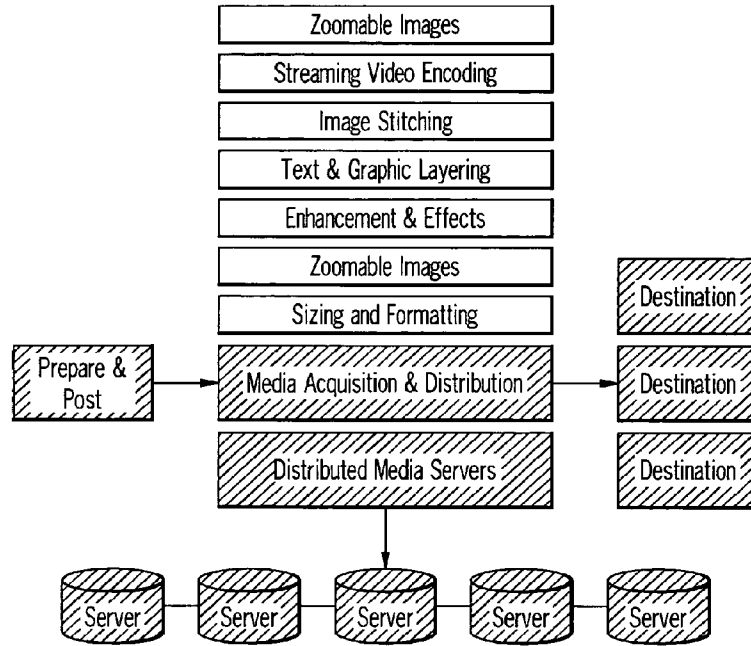 Zoomable Images
Streaming Video Encoding
Image Stitching
Text & Graphic Layering
Enhancement & Effects
Zoomable Images
Sizing and Formatting
Destination
Prepare &
Post
Media Acquisition & Distribution
Destination
Distributed Media Servers
Destination
Server
Server
Server
Server
Server